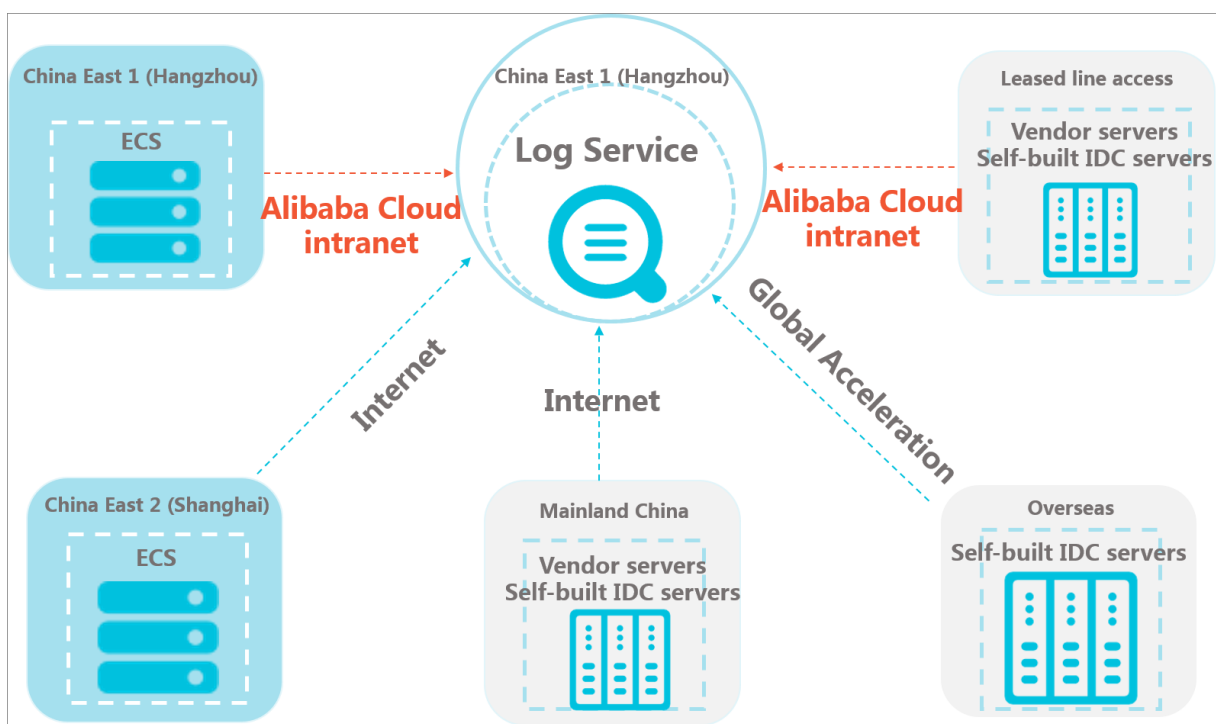 China East 1 (Hangzhou)
ECS
Alibaba Cloud
intranet
China East 1 (Hangzhou)
Log Service
Leased line access
Vendor servers
Self-built IDC servers
Alibaba Cloud
intranet
Internet
Internet
Global Acceleration
China East 2 (Shanghai)
ECS
Mainland China
Vendor servers
Self-built IDC servers
Overseas
Self-built IDC servers